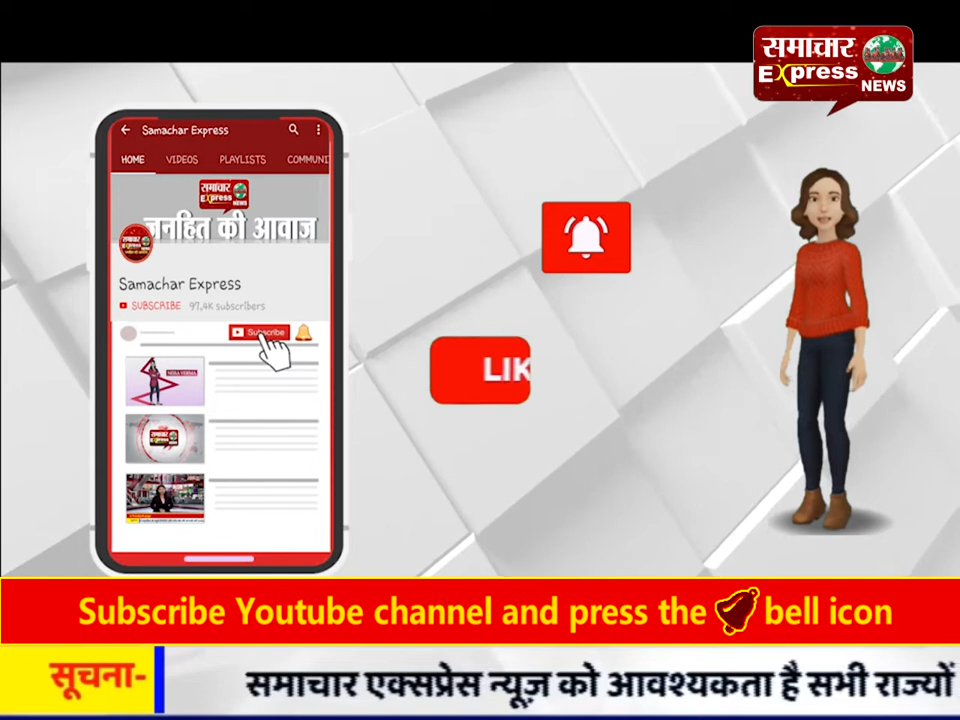 समाचार
Express
NEWS
Samachar Express
HOME VIDEOS PLAYLISTS COMMUNI
समाचार
Express
NEWS
जनहित की आवाज
Samachar Express
SUBSCRIBE 97.4K subscribers
Subscribe
LIK
Subscribe Youtube channel and press the bell icon
सूचना- समाचार एक्सप्रेस न्यूज़ को आवश्यकता है सभी राज्यों